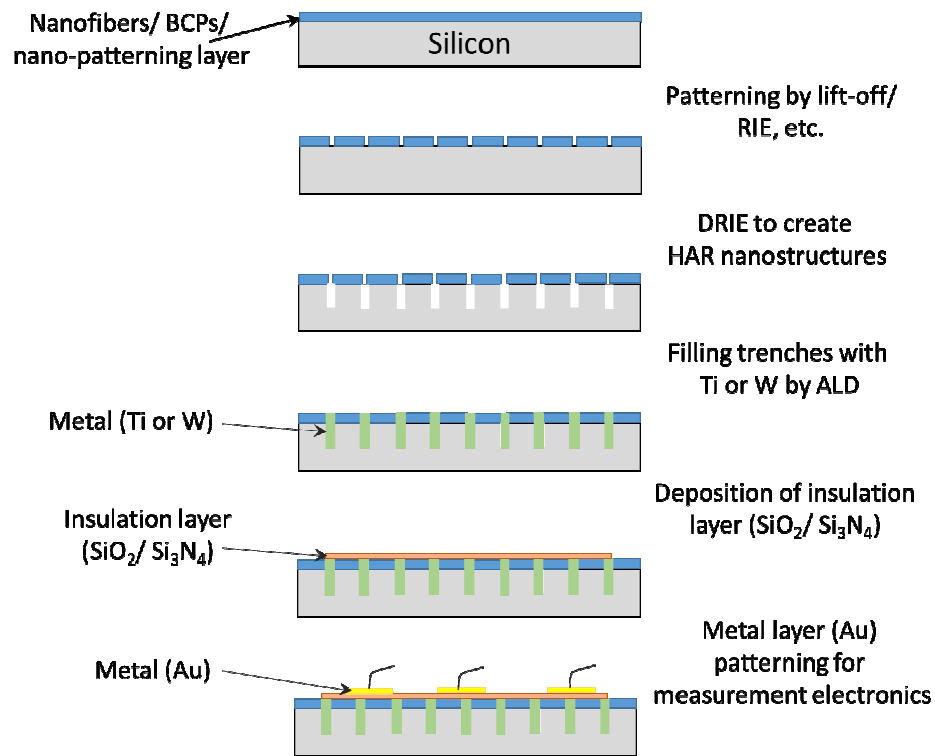 Nanofibers/ BCPs/
nano-patterning layer
Silicon
Patterning by lift-off/
RIE, etc.
DRIE to create
HAR nanostructures
Filling trenches with
Ti or W by ALD
Metal (Ti or W)
Deposition of insulation
layer (SiO₂/ Si₃N₄)
Insulation layer
(SiO₂/ Si₃N₄)
Metal layer (Au)
patterning for
measurement electronics
Metal (Au)